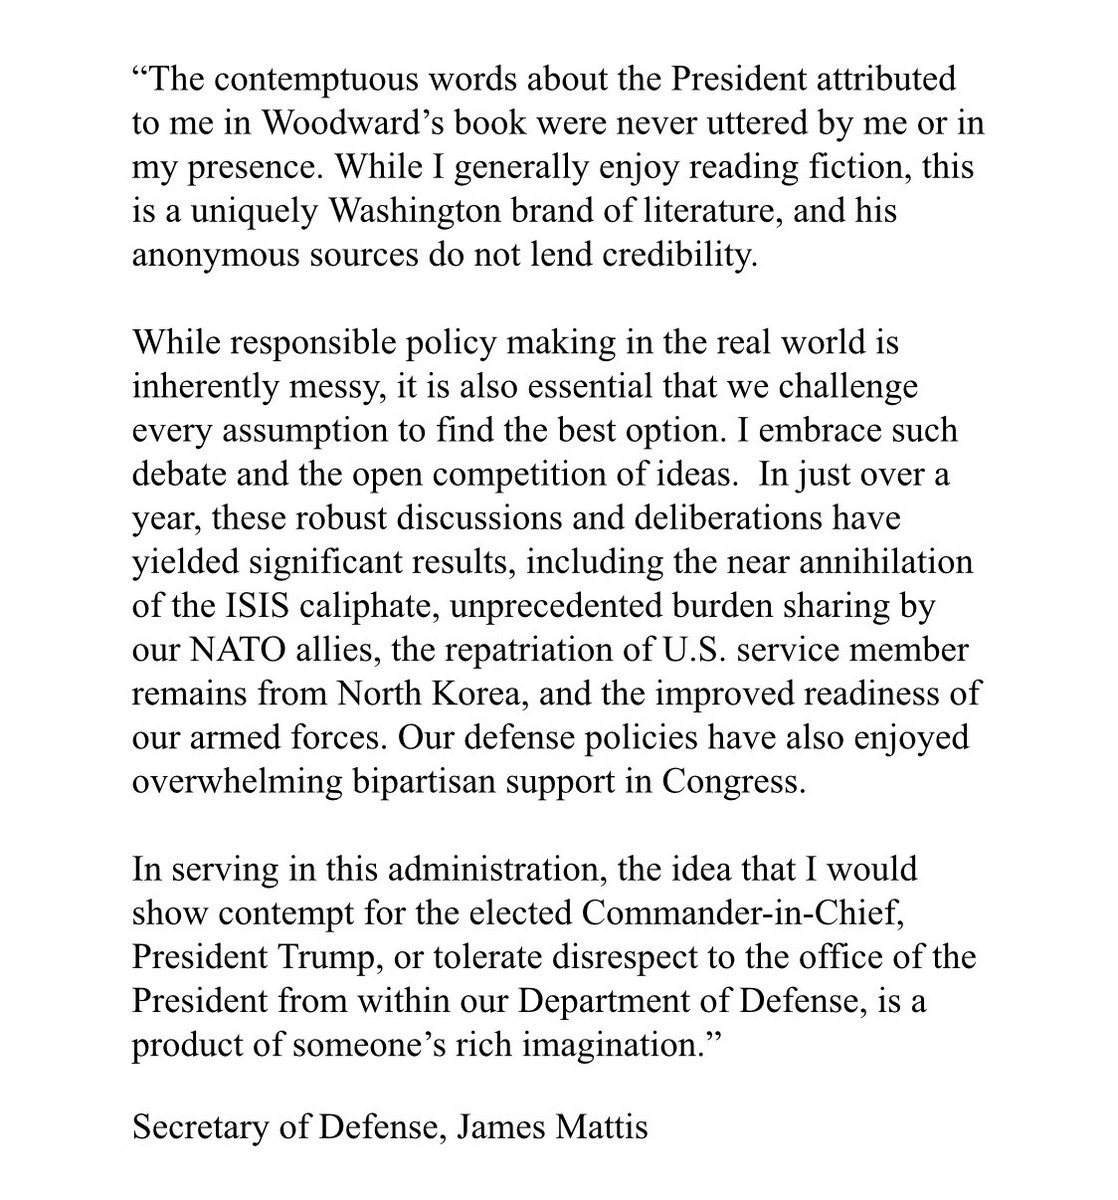 “The contemptuous words about the President attributed
to me in Woodward’s book were never uttered by me or in
my presence. While I generally enjoy reading fiction, this
is a uniquely Washington brand of literature, and his
anonymous sources do not lend credibility.
While responsible policy making in the real world is
inherently messy, it is also essential that we challenge
every assumption to find the best option. I embrace such
debate and the open competition of ideas.  In just over a
year, these robust discussions and deliberations have
yielded significant results, including the near annihilation
of the ISIS caliphate, unprecedented burden sharing by
our NATO allies, the repatriation of U.S. service member
remains from North Korea, and the improved readiness of
our armed forces. Our defense policies have also enjoyed
overwhelming bipartisan support in Congress.
In serving in this administration, the idea that I would
show contempt for the elected Commander-in-Chief,
President Trump, or tolerate disrespect to the office of the
President from within our Department of Defense, is a
product of someone’s rich imagination.”
Secretary of Defense, James Mattis